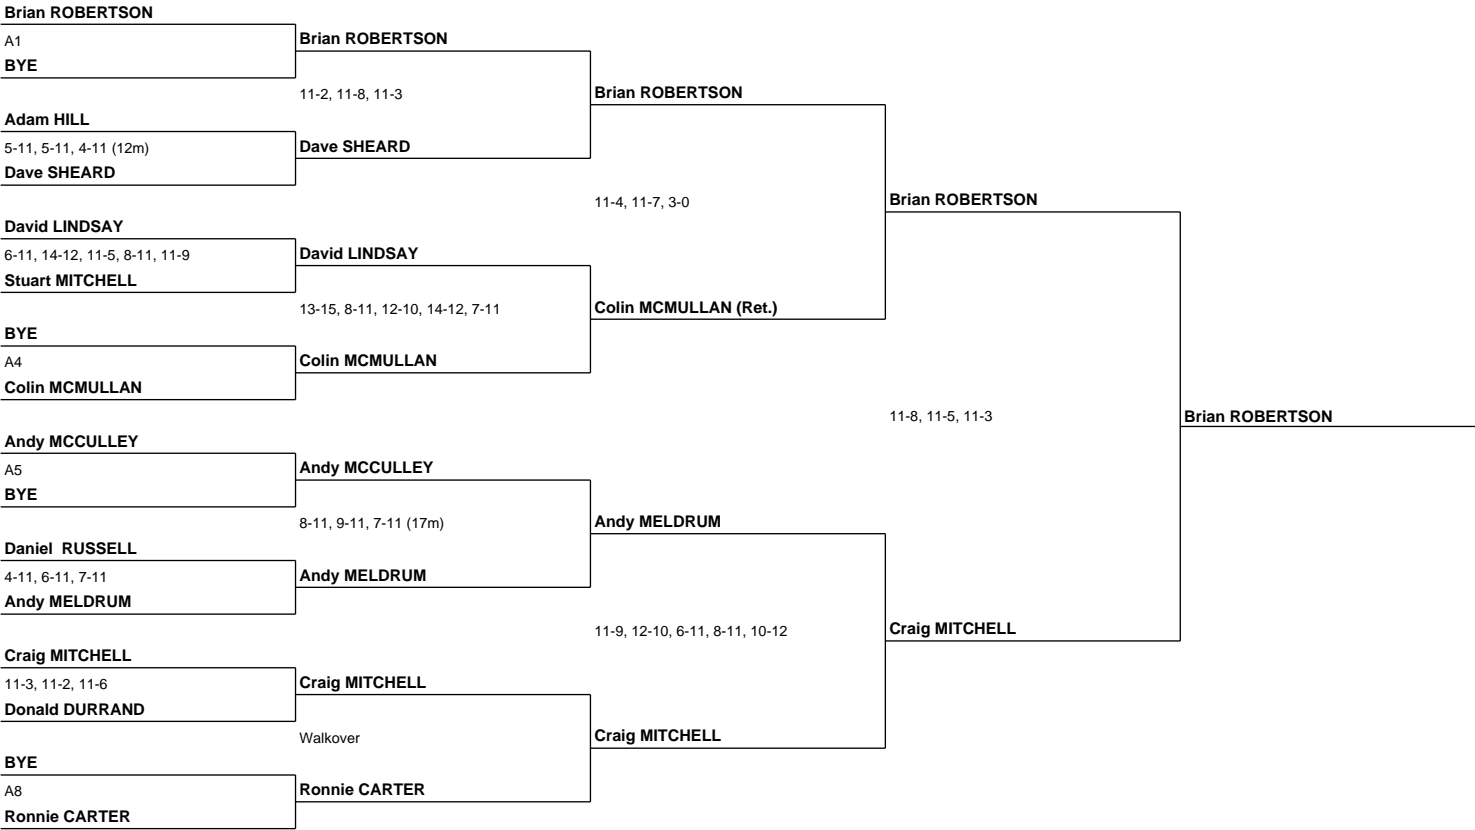 Brian ROBERTSON
A1
BYE
Adam HILL
5-11, 5-11, 4-11 (12m)
Dave SHEARD
David LINDSAY
6-11, 14-12, 11-5, 8-11, 11-9
Stuart MITCHELL
BYE
A4
Colin MCMULLAN
Andy MCCULLEY
A5
BYE
Daniel  RUSSELL
4-11, 6-11, 7-11
Andy MELDRUM
Craig MITCHELL
11-3, 11-2, 11-6
Donald DURRAND
BYE
A8
Ronnie CARTER
Brian ROBERTSON
11-2, 11-8, 11-3
Dave SHEARD
David LINDSAY
13-15, 8-11, 12-10, 14-12, 7-11
Colin MCMULLAN
Andy MCCULLEY
8-11, 9-11, 7-11 (17m)
Andy MELDRUM
Craig MITCHELL
Walkover
Ronnie CARTER
Brian ROBERTSON
11-4, 11-7, 3-0
Colin MCMULLAN (Ret.)
Andy MELDRUM
11-9, 12-10, 6-11, 8-11, 10-12
Craig MITCHELL
Brian ROBERTSON
11-8, 11-5, 11-3
Craig MITCHELL
Brian ROBERTSON